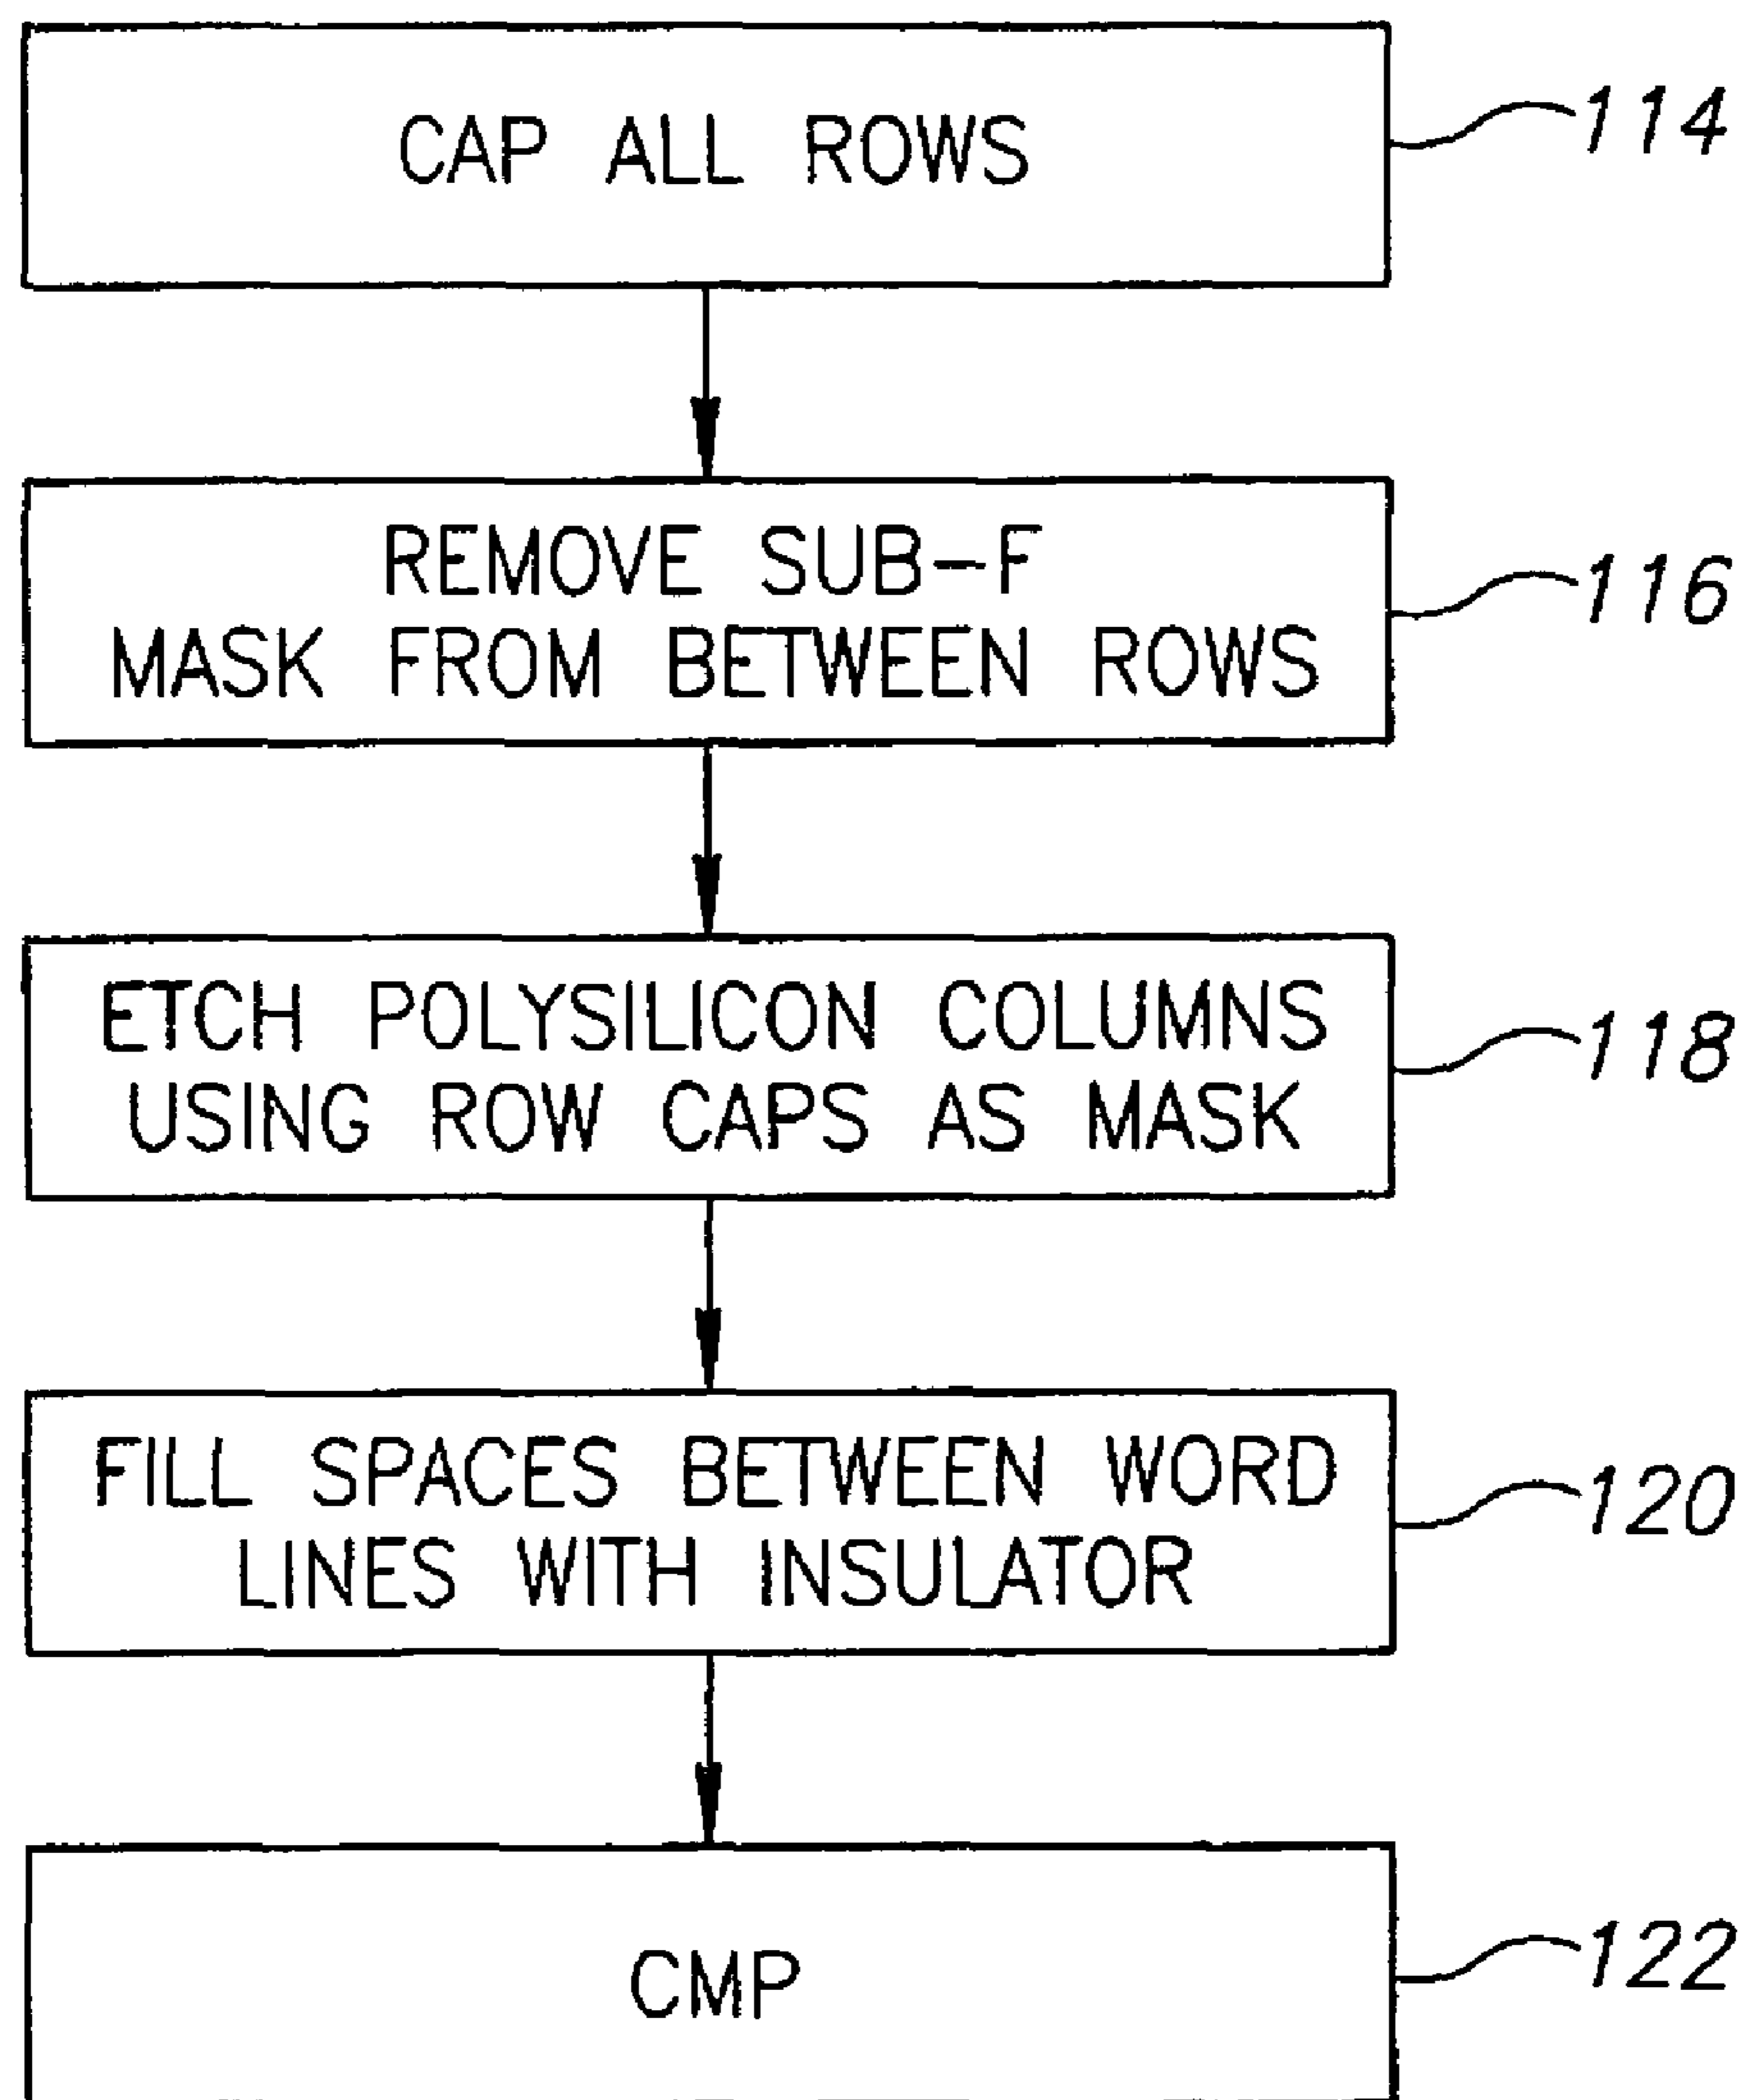 CAP ALL ROWS
114
REMOVE SUB-F
MASK FROM BETWEEN ROWS
116
ETCH POLYSILICON COLUMNS
USING ROW CAPS AS MASK
118
FILL SPACES BETWEEN WORD
LINES WITH INSULATOR
120
CMP
122